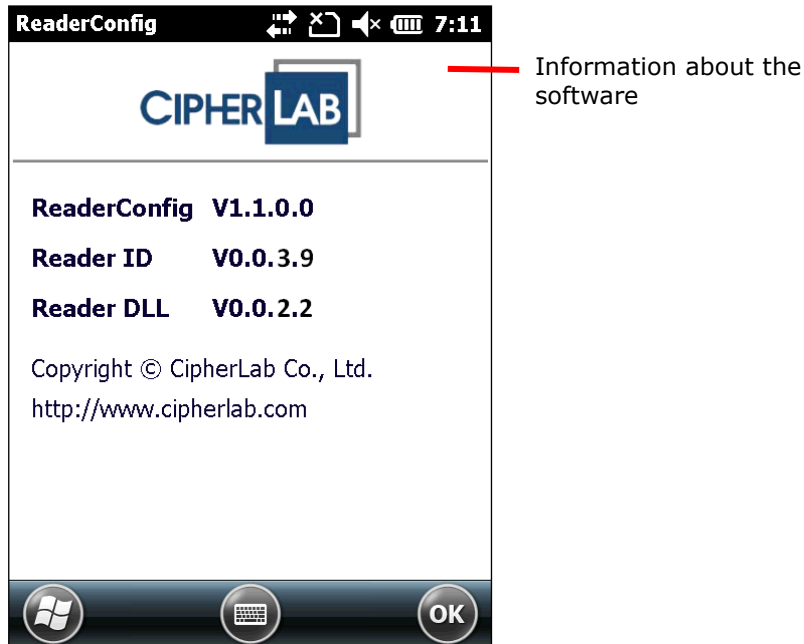 ReaderConfig 7:11
Information about the
software
CIPHERLAB
ReaderConfig V1.1.0.0
Reader ID V0.0.3.9
Reader DLL V0.0.2.2
Copyright © CipherLab Co., Ltd.
http://www.cipherlab.com
OK